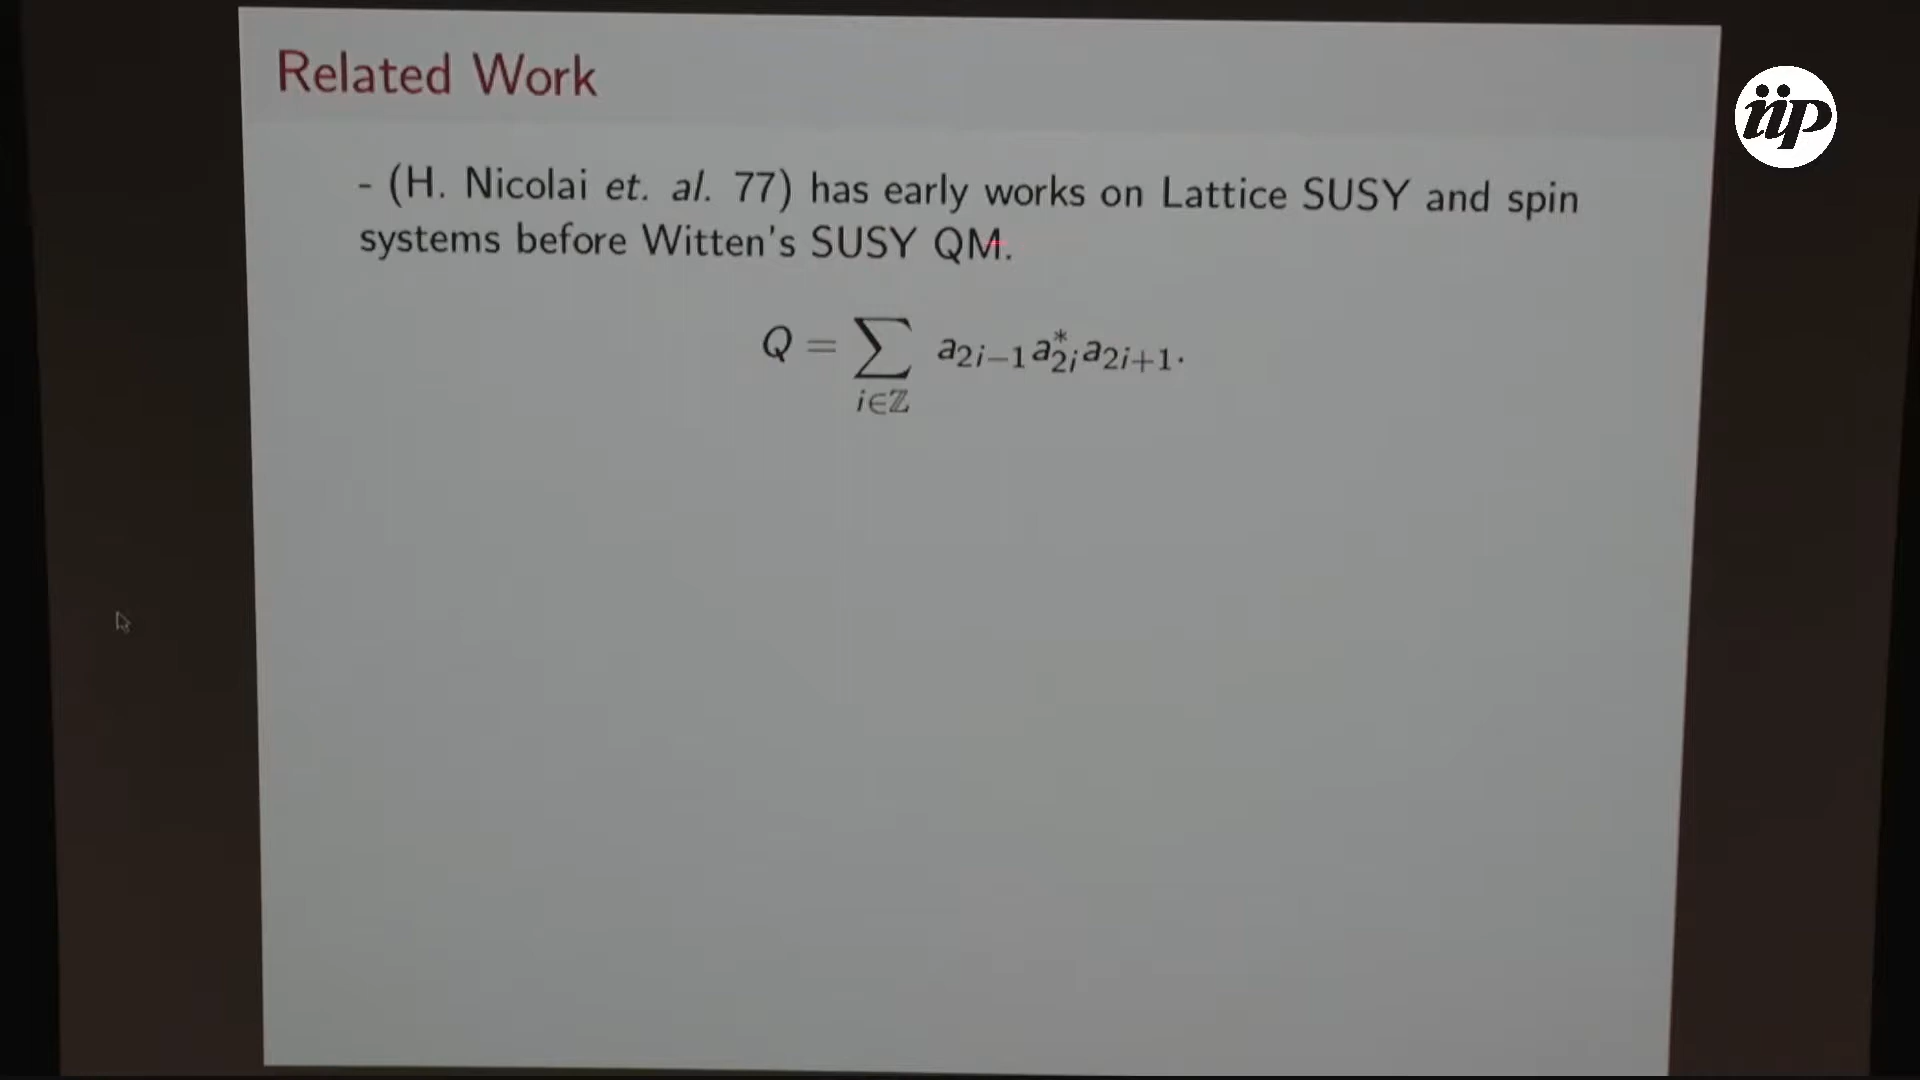 Related Work
iip
- (H. Nicolai et. al. 77) has early works on Lattice SUSY and spin
systems before Witten's SUSY QM.
Q = ∑_{i∈ℤ} a_{2i−1} a^*_{2i} a_{2i+1}.